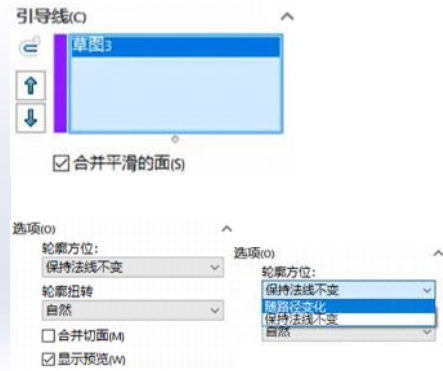 引导线(C)
草图3
合并平滑的面(S)
选项(O)
轮廓方位:
保持法线不变
轮廓扭转
自然
合并切面(M)
显示预览(W)
选项(O)
轮廓方位:
保持法线不变
随路径变化
保持法线不变
自然